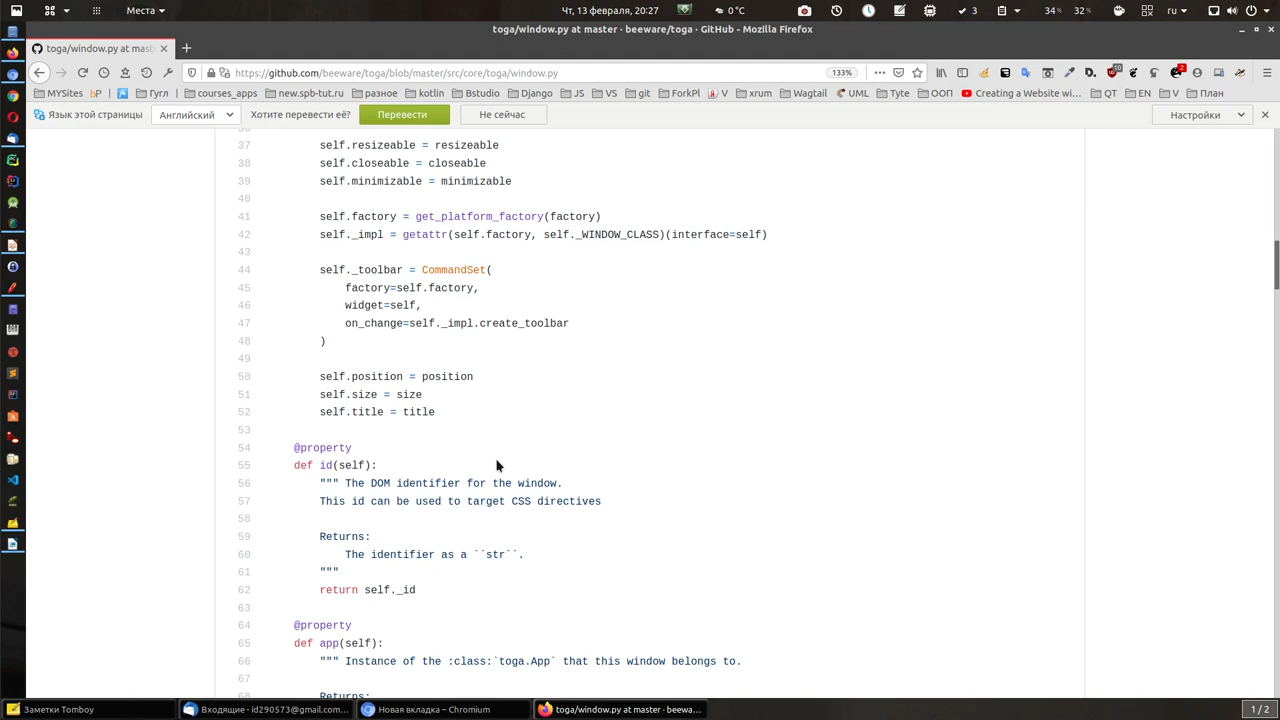 Места
Чт, 13 февраля, 20:27
0°C
3
34%
32%
ru
toga/window.py at master · beeware/toga · GitHub - Mozilla Firefox
toga/window.py at mast
https://github.com/beeware/toga/blob/master/src/core/toga/window.py
133%
10
2
MYSites
bP
Гугл
courses_apps
new.spb-tut.ru
разное
kotlin
Bstudio
Django
JS
VS
git
ForkPl
V
xrum
Wagtail
UML
Tyte
ООП
Creating a Website wi…
QT
EN
V
План
Язык этой страницы
Английский
Хотите перевести её?
Перевести
Не сейчас
Настройки
36
37 self.resizeable = resizeable
38 self.closeable = closeable
39 self.minimizable = minimizable
40
41 self.factory = get_platform_factory(factory)
42 self._impl = getattr(self.factory, self._WINDOW_CLASS)(interface=self)
43
44 self._toolbar = CommandSet(
45 factory=self.factory,
46 widget=self,
47 on_change=self._impl.create_toolbar
48 )
49
50 self.position = position
51 self.size = size
52 self.title = title
53
54 @property
55 def id(self):
56 """ The DOM identifier for the window.
57 This id can be used to target CSS directives
58
59 Returns:
60 The identifier as a ``str``.
61 """
62 return self._id
63
64 @property
65 def app(self):
66 """ Instance of the :class:`toga.App` that this window belongs to.
67
68 Returns:
Заметки Tomboy
Входящие - id290573@gmail.com…
Новая вкладка – Chromium
toga/window.py at master · beewa…
1 / 2